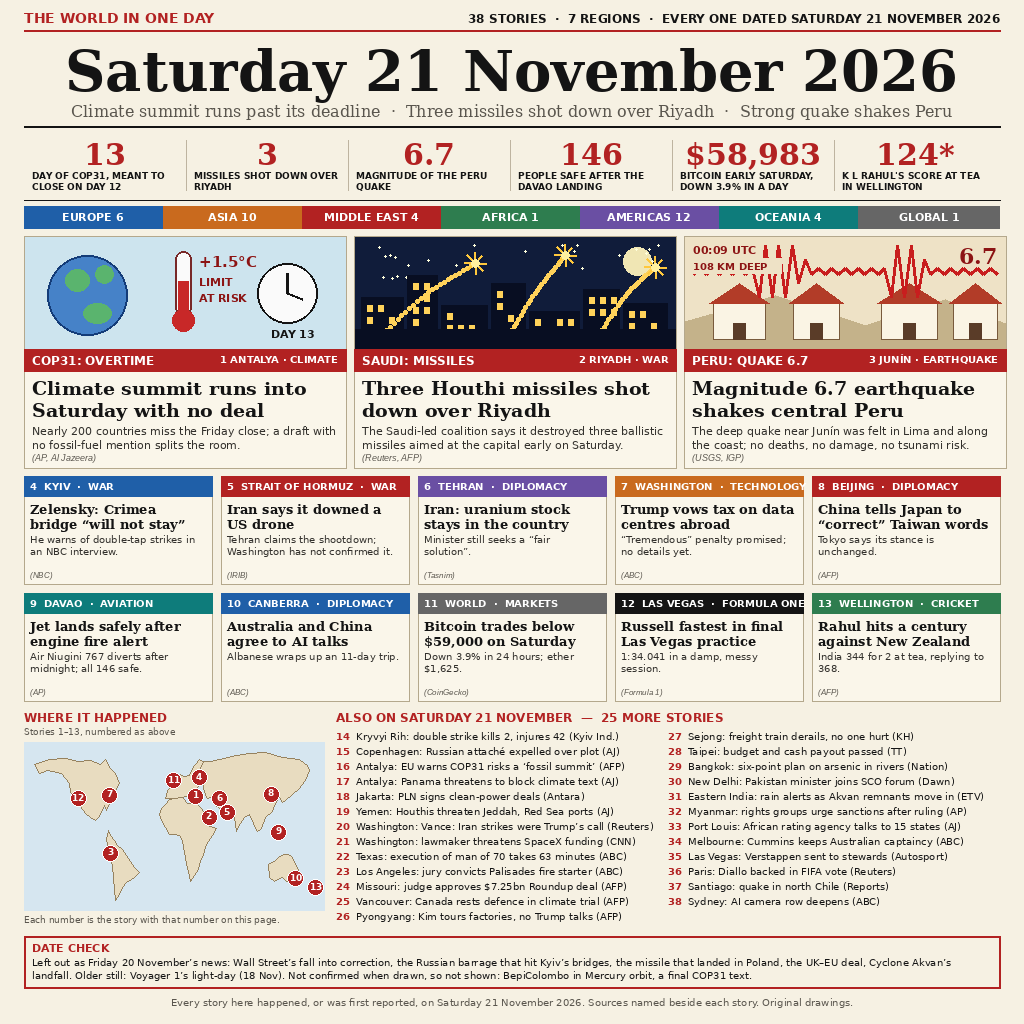 THE WORLD IN ONE DAY
38 STORIES · 7 REGIONS · EVERY ONE DATED SATURDAY 21 NOVEMBER 2026
Saturday 21 November 2026
Climate summit runs past its deadline · Three missiles shot down over Riyadh · Strong quake shakes Peru
13
DAY OF COP31, MEANT TO
CLOSE ON DAY 12
3
MISSILES SHOT DOWN OVER
RIYADH
6.7
MAGNITUDE OF THE PERU
QUAKE
146
PEOPLE SAFE AFTER THE
DAVAO LANDING
$58,983
BITCOIN EARLY SATURDAY,
DOWN 3.9% IN A DAY
124*
K L RAHUL'S SCORE AT TEA
IN WELLINGTON
EUROPE 6
ASIA 10
MIDDLE EAST 4
AFRICA 1
AMERICAS 12
OCEANIA 4
GLOBAL 1
+1.5°C
LIMIT
AT RISK
DAY 13
COP31: OVERTIME
1 ANTALYA · CLIMATE
Climate summit runs into
Saturday with no deal
Nearly 200 countries miss the Friday close; a draft with
no fossil-fuel mention splits the room.
(AP, Al Jazeera)
SAUDI: MISSILES
2 RIYADH · WAR
Three Houthi missiles shot
down over Riyadh
The Saudi-led coalition says it destroyed three ballistic
missiles aimed at the capital early on Saturday.
(Reuters, AFP)
00:09 UTC
108 KM DEEP
6.7
PERU: QUAKE 6.7
3 JUNÍN · EARTHQUAKE
Magnitude 6.7 earthquake
shakes central Peru
The deep quake near Junín was felt in Lima and along
the coast; no deaths, no damage, no tsunami risk.
(USGS, IGP)
4 KYIV · WAR
Zelensky: Crimea
bridge “will not stay”
He warns of double-tap strikes in
an NBC interview.
(NBC)
5 STRAIT OF HORMUZ · WAR
Iran says it downed a
US drone
Tehran claims the shootdown;
Washington has not confirmed it.
(IRIB)
6 TEHRAN · DIPLOMACY
Iran: uranium stock
stays in the country
Minister still seeks a “fair
solution”.
(Tasnim)
7 WASHINGTON · TECHNOLOGY
Trump vows tax on data
centres abroad
“Tremendous” penalty promised;
no details yet.
(ABC)
8 BEIJING · DIPLOMACY
China tells Japan to
“correct” Taiwan words
Tokyo says its stance is
unchanged.
(AFP)
9 DAVAO · AVIATION
Jet lands safely after
engine fire alert
Air Niugini 767 diverts after
midnight; all 146 safe.
(AP)
10 CANBERRA · DIPLOMACY
Australia and China
agree to AI talks
Albanese wraps up an 11-day trip.
(ABC)
11 WORLD · MARKETS
Bitcoin trades below
$59,000 on Saturday
Down 3.9% in 24 hours; ether
$1,625.
(CoinGecko)
12 LAS VEGAS · FORMULA ONE
Russell fastest in final
Las Vegas practice
1:34.041 in a damp, messy
session.
(Formula1)
13 WELLINGTON · CRICKET
Rahul hits a century
against New Zealand
India 344 for 2 at tea, replying to
368.
(AFP)
WHERE IT HAPPENED
Stories 1–13, numbered as above
11
4
12
7
1
6
8
2
5
9
3
10
13
Each number is the story with that number on this page.
ALSO ON SATURDAY 21 NOVEMBER — 25 MORE STORIES
14 Kryvyi Rih: double strike kills 2, injures 42 (Kyiv Ind.)
15 Copenhagen: Russian attaché expelled over plot (AJ)
16 Antalya: EU warns COP31 risks a ‘fossil summit’ (AFP)
17 Antalya: Panama threatens to block climate text (AJ)
18 Jakarta: PLN signs clean-power deals (Antara)
19 Yemen: Houthis threaten Jeddah, Red Sea ports (AJ)
20 Washington: Vance: Iran strikes were Trump’s call (Reuters)
21 Washington: lawmaker threatens SpaceX funding (CNN)
22 Texas: execution of man of 70 takes 63 minutes (ABC)
23 Los Angeles: jury convicts Palisades fire starter (ABC)
24 Missouri: judge approves $7.25bn Roundup deal (AFP)
25 Vancouver: Canada rests defence in climate trial (AFP)
26 Pyongyang: Kim tours factories, no Trump talks (AFP)
27 Sejong: freight train derails, no one hurt (KH)
28 Taipei: budget and cash payout passed (TT)
29 Bangkok: six-point plan on arsenic in rivers (Nation)
30 New Delhi: Pakistan minister joins SCO forum (Dawn)
31 Eastern India: rain alerts as Akvan remnants move in (ETV)
32 Myanmar: rights groups urge sanctions after ruling (AP)
33 Port Louis: African rating agency talks to 15 states (AJ)
34 Melbourne: Cummins keeps Australian captaincy (ABC)
35 Las Vegas: Verstappen sent to stewards (Autosport)
36 Paris: Diallo backed in FIFA vote (Reuters)
37 Santiago: quake in north Chile (Reports)
38 Sydney: AI camera row deepens (ABC)
DATE CHECK
Left out as Friday 20 November’s news: Wall Street’s fall into correction, the Russian barrage that hit Kyiv’s bridges, the missile that landed in Poland, the UK–EU deal, Cyclone Akvan’s
landfall. Older still: Voyager 1’s light-day (18 Nov). Not confirmed when drawn, so not shown: BepiColombo in Mercury orbit, a final COP31 text.
Every story here happened, or was first reported, on Saturday 21 November 2026. Sources named beside each story. Original drawings.